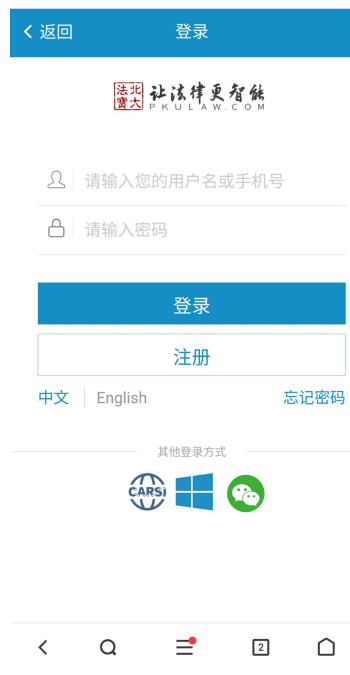 返回
登录
北大法寶 让法律更智能
PKULAW.COM
请输入您的用户名或手机号
请输入密码
登录
注册
中文 English 忘记密码
其他登录方式
CARSI
2